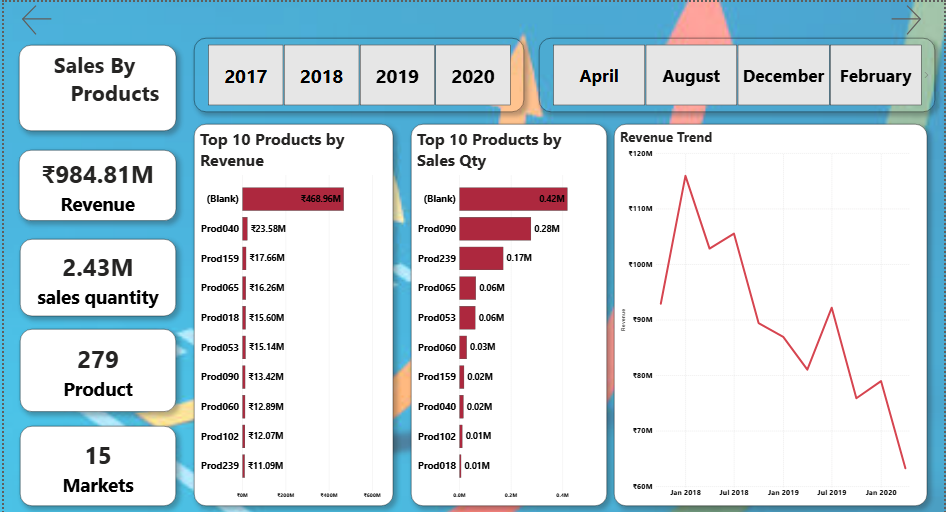 Sales By
Products
2017
2018
2019
2020
April
August
December
February
₹984.81M
Revenue
2.43M
sales quantity
279
Product
15
Markets
Top 10 Products by
Revenue
(Blank) ₹468.96M
Prod040 ₹23.58M
Prod159 ₹17.66M
Prod065 ₹16.26M
Prod018 ₹15.60M
Prod053 ₹15.14M
Prod090 ₹13.42M
Prod060 ₹12.89M
Prod102 ₹12.07M
Prod239 ₹11.09M
₹0M ₹200M ₹400M ₹600M
Top 10 Products by
Sales Qty
(Blank) 0.42M
Prod090 0.28M
Prod239 0.17M
Prod065 0.06M
Prod053 0.06M
Prod060 0.03M
Prod159 0.02M
Prod040 0.02M
Prod102 0.01M
Prod018 0.01M
0.0M 0.2M 0.4M
Revenue Trend
Revenue
₹120M
₹110M
₹100M
₹90M
₹80M
₹70M
₹60M
Jan 2018 Jul 2018 Jan 2019 Jul 2019 Jan 2020